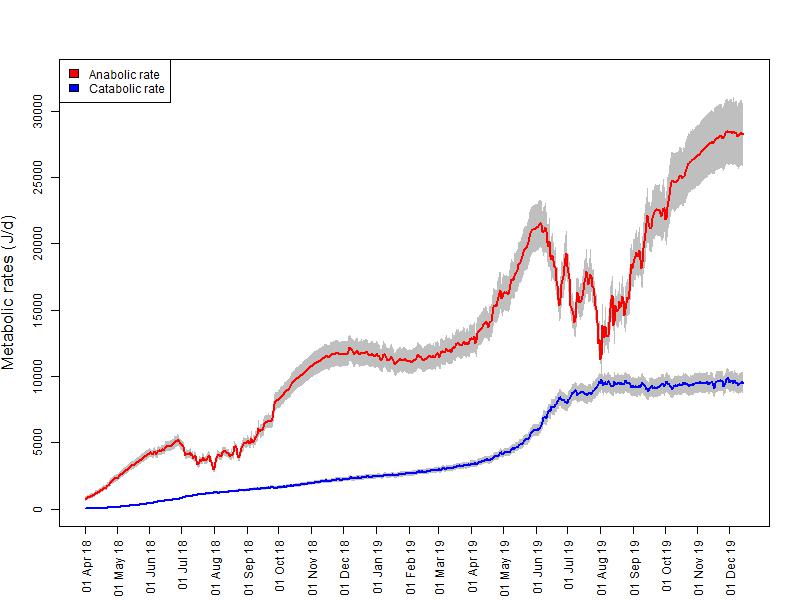 Anabolic rate
Catabolic rate
Metabolic rates (J/d)
30000
25000
20000
15000
10000
5000
0
01 Apr 18
01 May 18
01 Jun 18
01 Jul 18
01 Aug 18
01 Sep 18
01 Oct 18
01 Nov 18
01 Dec 18
01 Jan 19
01 Feb 19
01 Mar 19
01 Apr 19
01 May 19
01 Jun 19
01 Jul 19
01 Aug 19
01 Sep 19
01 Oct 19
01 Nov 19
01 Dec 19